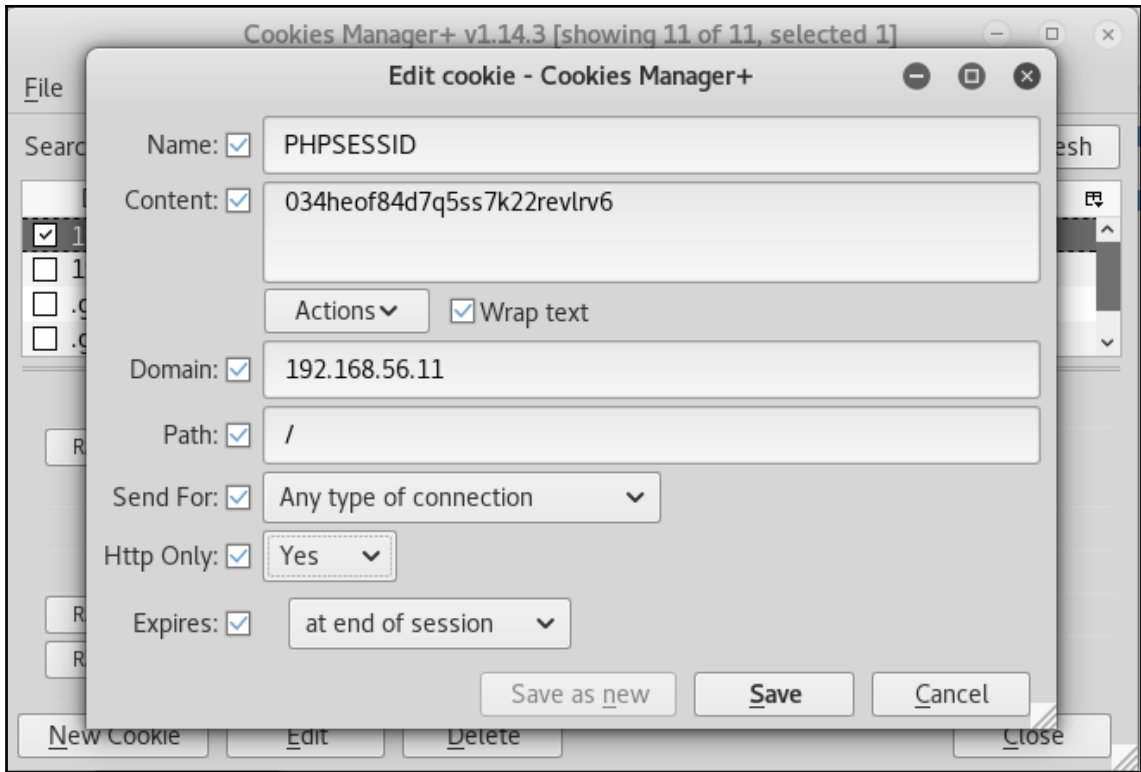 Cookies Manager+ v1.14.3 [showing 11 of 11, selected 1]
Edit cookie - Cookies Manager+
File
Name: PHPSESSID
Content: 034heof84d7q5ss7k22revlrv6
Actions Wrap text
Domain: 192.168.56.11
Path: /
Send For: Any type of connection
Http Only: Yes
Expires: at end of session
Save as new Save Cancel
New Cookie Edit Delete Close